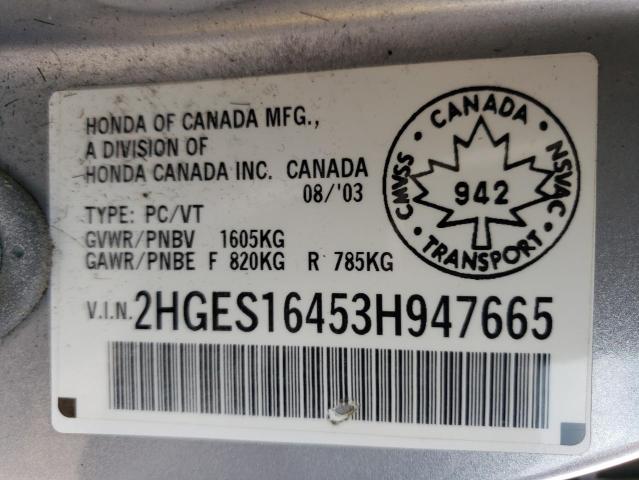 HONDA OF CANADA MFG.,
A DIVISION OF
HONDA CANADA INC. CANADA
08/'03
TYPE: PC/VT
GVWR/PNBV 1605KG
GAWR/PNBE F 820KG R 785KG
V.I.N. 2HGES16453H947665
CANADA
CMVSS
942
NSVAC
TRANSPORT